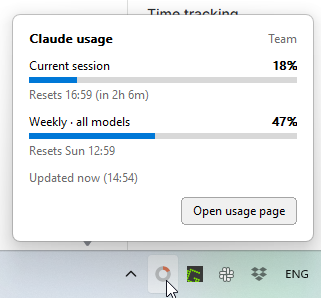 Time tracking
Claude usage
Team
Current session
18%
Resets 16:59 (in 2h 6m)
Weekly · all models
47%
Resets Sun 12:59
Updated now (14:54)
Open usage page
ENG